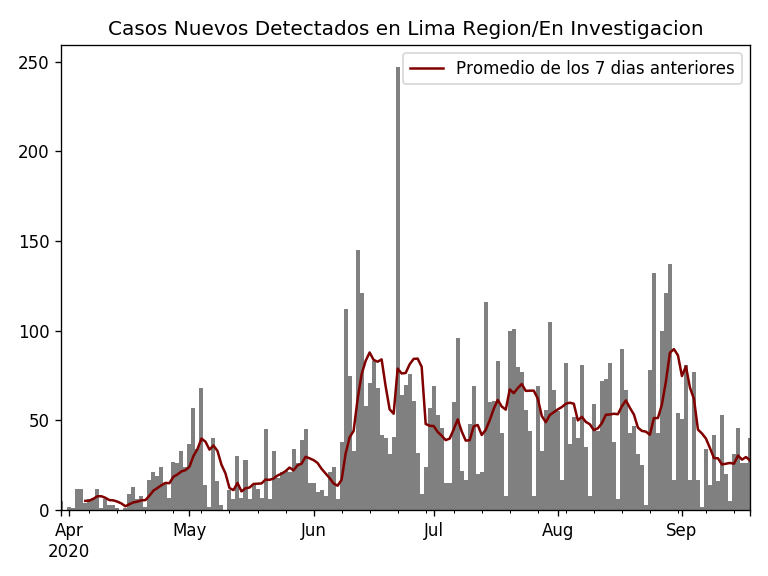 Casos Nuevos Detectados en Lima Region/En Investigacion
Promedio de los 7 dias anteriores
250
200
150
100
50
0
Apr May Jun Jul Aug Sep
2020